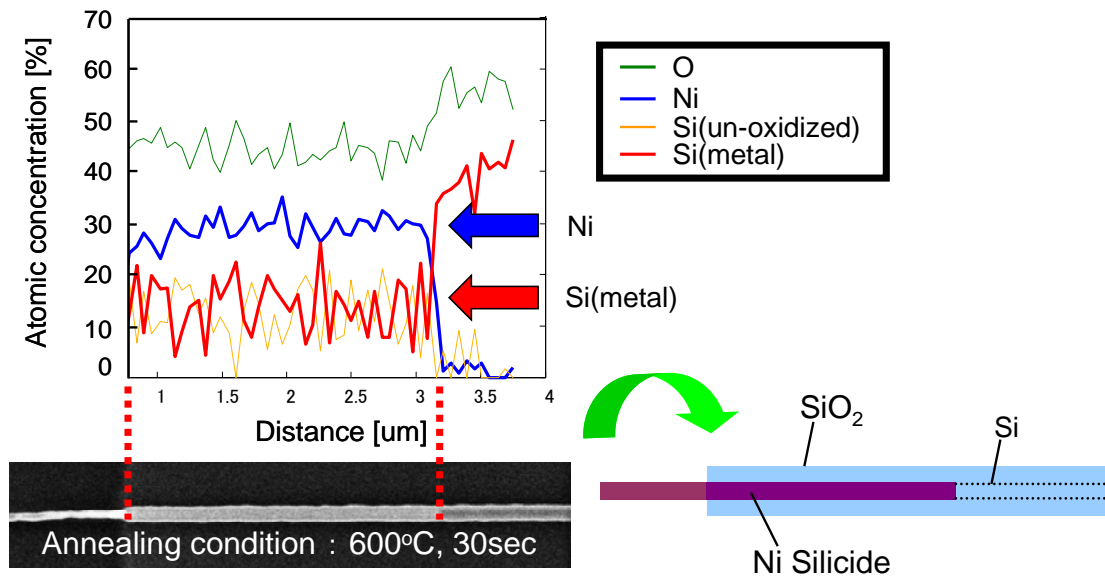 70
60
50
40
30
20
10
0
Atomic concentration [%]
1
1.5
2
2.5
3
3.5
4
Distance [um]
O
Ni
Si(un-oxidized)
Si(metal)
Ni
Si(metal)
Annealing condition : 600oC, 30sec
SiO2
Si
Ni Silicide